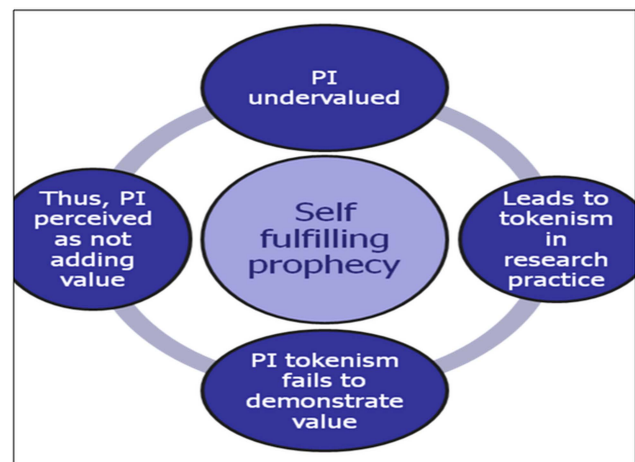 PI
undervalued
Leads to
tokenism
in
research
practice
PI tokenism
fails to
demonstrate
value
Thus, PI
perceived
as not
adding
value
Self
fulfilling
prophecy